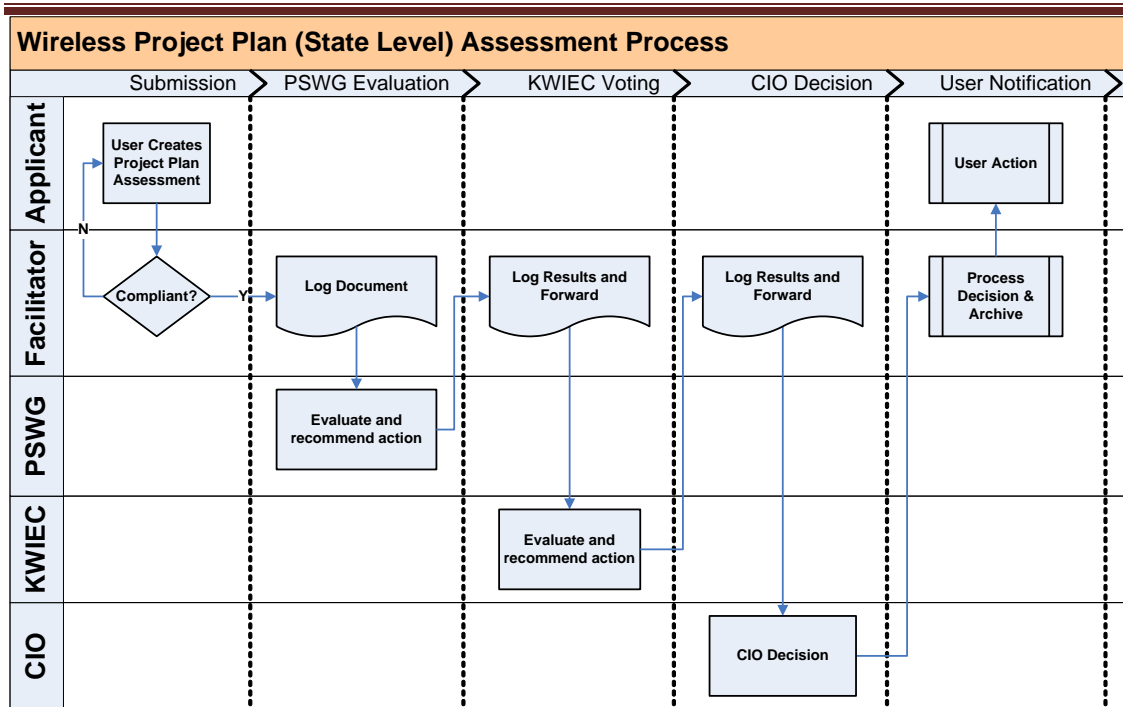 Wireless Project Plan (State Level) Assessment Process
Submission
PSWG Evaluation
KWIEC Voting
CIO Decision
User Notification
Applicant
User Creates
Project Plan
Assessment
User Action
N
Facilitator
Compliant?
Y
Log Document
Log Results and
Forward
Log Results and
Forward
Process
Decision &
Archive
PSWG
Evaluate and
recommend action
KWIEC
Evaluate and
recommend action
CIO
CIO Decision